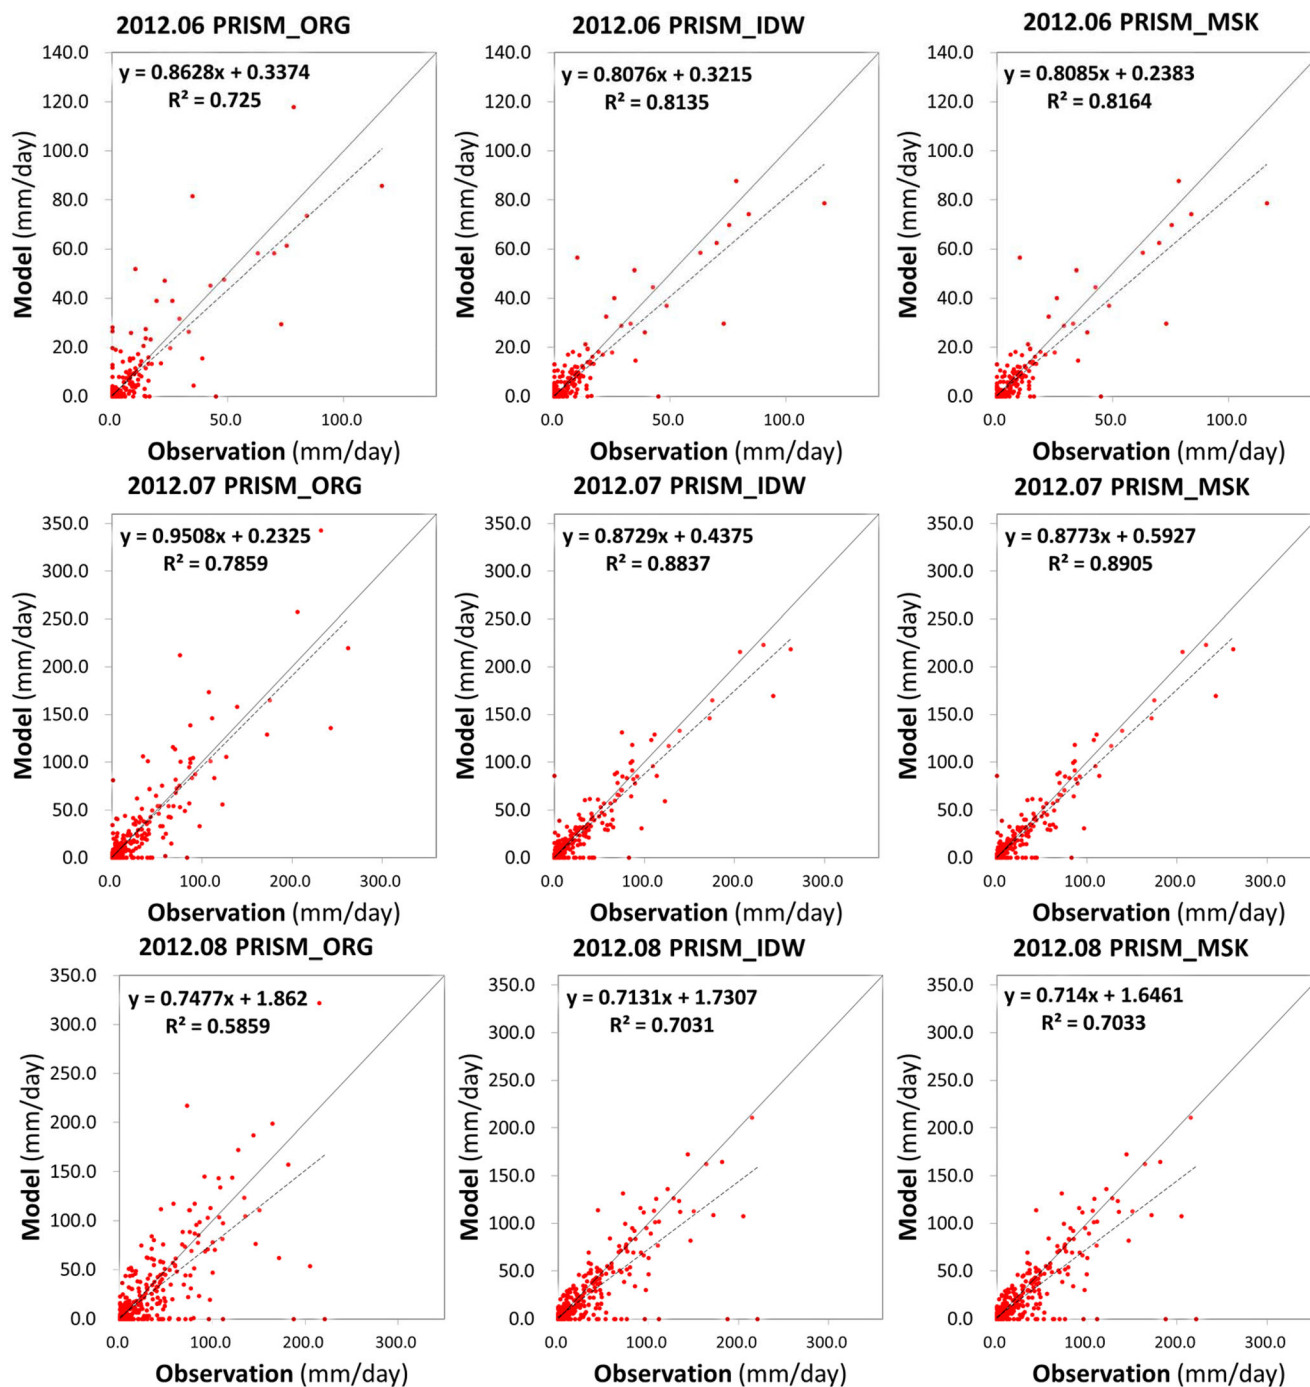 2012.06 PRISM_ORG
y = 0.8628x + 0.3374
R² = 0.725
140.0
120.0
100.0
80.0
60.0
40.0
20.0
0.0
0.0 50.0 100.0
Model (mm/day)
Observation (mm/day)
2012.06 PRISM_IDW
y = 0.8076x + 0.3215
R² = 0.8135
140.0
120.0
100.0
80.0
60.0
40.0
20.0
0.0
0.0 50.0 100.0
Model (mm/day)
Observation (mm/day)
2012.06 PRISM_MSK
y = 0.8085x + 0.2383
R² = 0.8164
140.0
120.0
100.0
80.0
60.0
40.0
20.0
0.0
0.0 50.0 100.0
Model (mm/day)
Observation (mm/day)
2012.07 PRISM_ORG
y = 0.9508x + 0.2325
R² = 0.7859
350.0
300.0
250.0
200.0
150.0
100.0
50.0
0.0
0.0 100.0 200.0 300.0
Model (mm/day)
Observation (mm/day)
2012.07 PRISM_IDW
y = 0.8729x + 0.4375
R² = 0.8837
350.0
300.0
250.0
200.0
150.0
100.0
50.0
0.0
0.0 100.0 200.0 300.0
Model (mm/day)
Observation (mm/day)
2012.07 PRISM_MSK
y = 0.8773x + 0.5927
R² = 0.8905
350.0
300.0
250.0
200.0
150.0
100.0
50.0
0.0
0.0 100.0 200.0 300.0
Model (mm/day)
Observation (mm/day)
2012.08 PRISM_ORG
y = 0.7477x + 1.862
R² = 0.5859
350.0
300.0
250.0
200.0
150.0
100.0
50.0
0.0
0.0 100.0 200.0 300.0
Model (mm/day)
Observation (mm/day)
2012.08 PRISM_IDW
y = 0.7131x + 1.7307
R² = 0.7031
350.0
300.0
250.0
200.0
150.0
100.0
50.0
0.0
0.0 100.0 200.0 300.0
Model (mm/day)
Observation (mm/day)
2012.08 PRISM_MSK
y = 0.714x + 1.6461
R² = 0.7033
350.0
300.0
250.0
200.0
150.0
100.0
50.0
0.0
0.0 100.0 200.0 300.0
Model (mm/day)
Observation (mm/day)